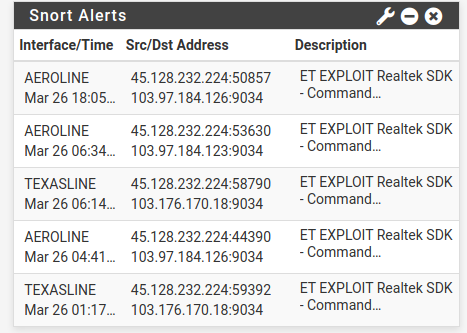 Snort Alerts
Interface/Time Src/Dst Address Description
AEROLINE 45.128.232.224:50857 ET EXPLOIT Realtek SDK
Mar 26 18:05... 103.97.184.126:9034 - Command...
AEROLINE 45.128.232.224:53630 ET EXPLOIT Realtek SDK
Mar 26 06:34... 103.97.184.123:9034 - Command...
TEXASLINE 45.128.232.224:58790 ET EXPLOIT Realtek SDK
Mar 26 06:14... 103.176.170.18:9034 - Command...
AEROLINE 45.128.232.224:44390 ET EXPLOIT Realtek SDK
Mar 26 04:41... 103.97.184.126:9034 - Command...
TEXASLINE 45.128.232.224:59392 ET EXPLOIT Realtek SDK
Mar 26 01:17... 103.176.170.18:9034 - Command...